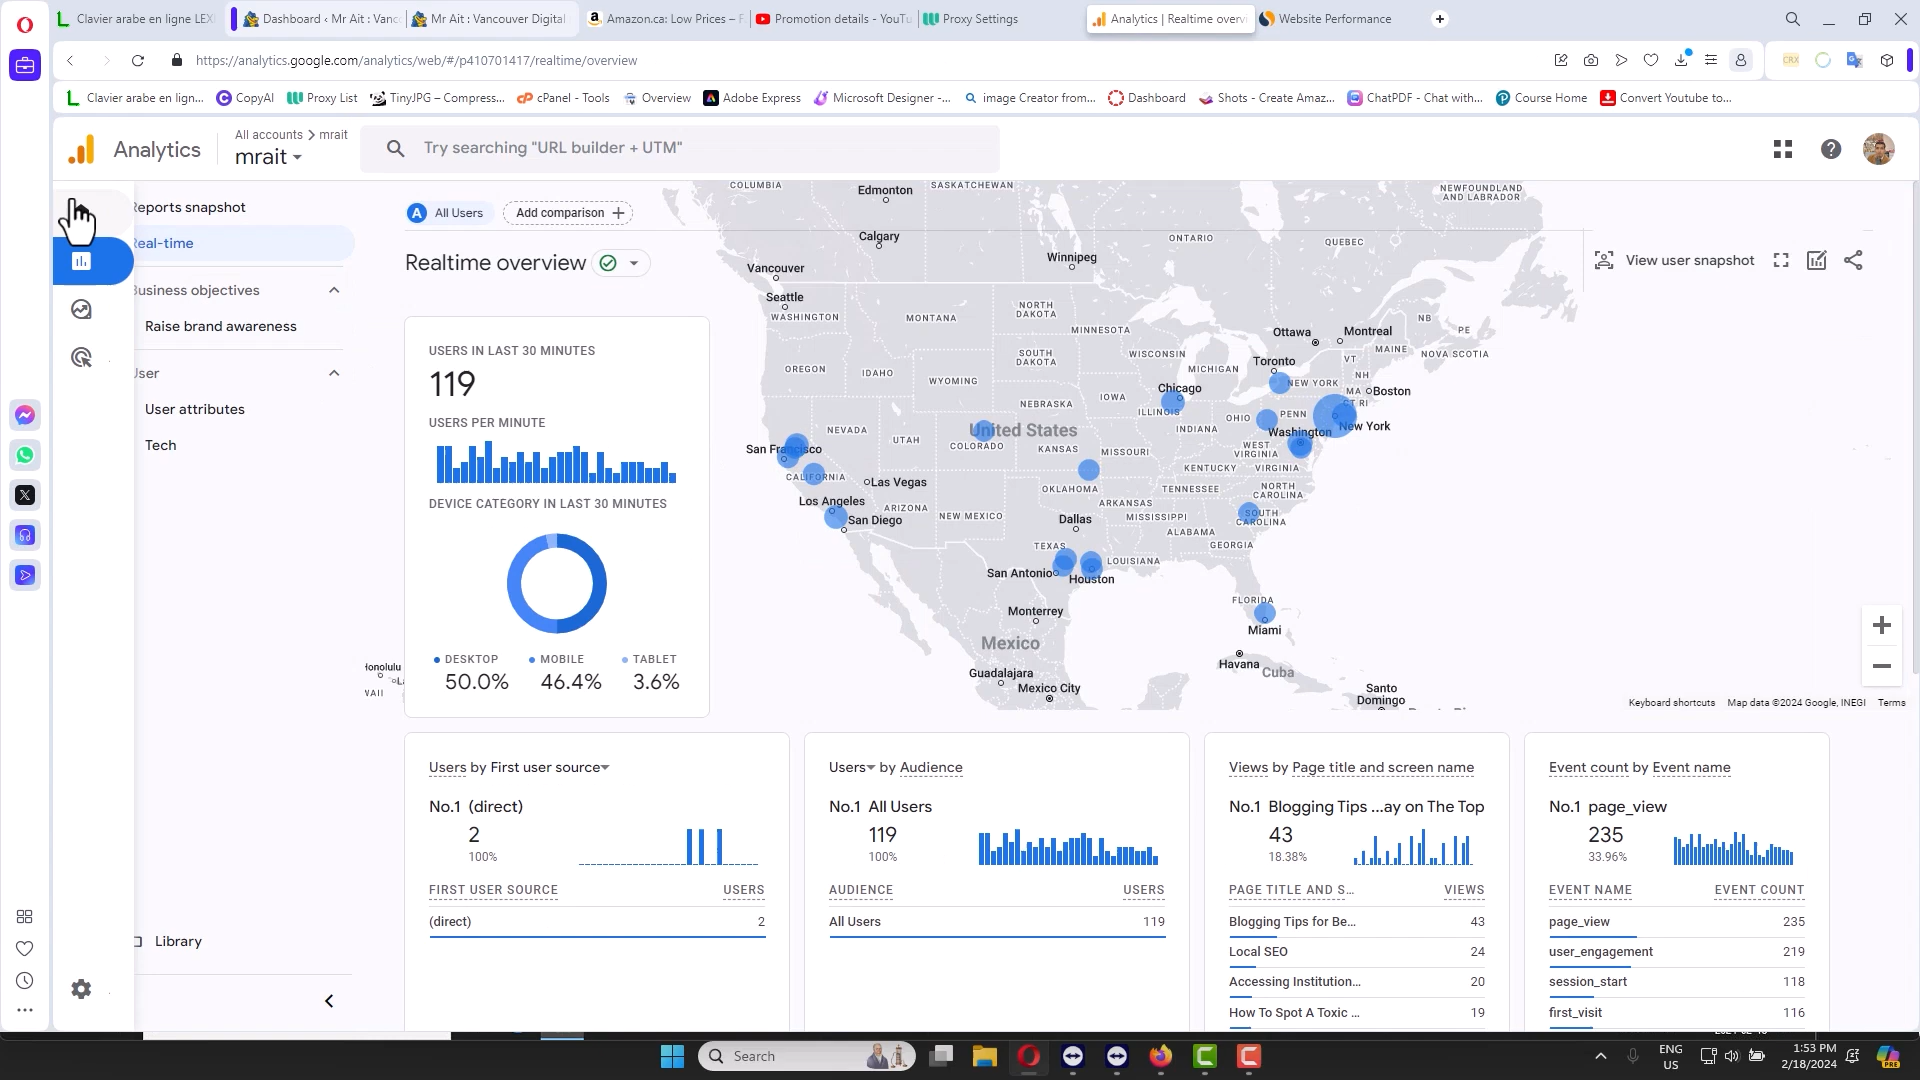 Clavier arabe en ligne LEX
Dashboard ‹ Mr Ait : Vanc
Mr Ait : Vancouver Digital
Amazon.ca: Low Prices – F
Promotion details - YouTu
Proxy Settings
Analytics | Realtime overv
Website Performance
https://analytics.google.com/analytics/web/#/p410701417/realtime/overview
CRX
Clavier arabe en lign...
CopyAI
Proxy List
TinyJPG – Compress...
cPanel - Tools
Overview
Adobe Express
Microsoft Designer -...
image Creator from...
Dashboard
Shots - Create Amaz...
ChatPDF - Chat with...
Course Home
Convert Youtube to...
Analytics
All accounts > mrait
mrait
Try searching "URL builder + UTM"
Reports snapshot
Real-time
Business objectives
Raise brand awareness
User
User attributes
Tech
Library
A All Users
Add comparison +
Realtime overview
View user snapshot
USERS IN LAST 30 MINUTES
119
USERS PER MINUTE
DEVICE CATEGORY IN LAST 30 MINUTES
DESKTOP MOBILE TABLET
50.0% 46.4% 3.6%
COLUMBIA
Edmonton
SASKATCHEWAN
NEWFOUNDLAND
AND LABRADOR
Calgary
ONTARIO
QUEBEC
Vancouver
Winnipeg
Seattle
WASHINGTON
MONTANA
NORTH
DAKOTA
MINNESOTA
Ottawa
Montreal
NB
PE
MAINE
NOVA SCOTIA
OREGON
IDAHO
SOUTH
DAKOTA
WISCONSIN
MICHIGAN
Toronto
VT
NH
WYOMING
NEW YORK
MA
Boston
CT RI
NEBRASKA
IOWA
Chicago
ILLINOIS
OHIO
PENN
New York
NEVADA
UTAH
COLORADO
United States
KANSAS
MISSOURI
INDIANA
WEST
VIRGINIA
Washington
San Francisco
CALIFORNIA
Las Vegas
KENTUCKY
VIRGINIA
OKLAHOMA
TENNESSEE
NORTH
CAROLINA
Los Angeles
San Diego
ARIZONA
NEW MEXICO
ARKANSAS
Dallas
MISSISSIPPI
SOUTH
CAROLINA
ALABAMA
GEORGIA
TEXAS
LOUISIANA
San Antonio
Houston
FLORIDA
Miami
Monterrey
Mexico
Havana
Cuba
Guadalajara
Mexico City
Santo
Domingo
Honolulu
WAII
Keyboard shortcuts
Map data ©2024 Google, INEGI
Terms
Users by First user source
No.1 (direct)
2
100%
FIRST USER SOURCE USERS
(direct) 2
Users by Audience
No.1 All Users
119
100%
AUDIENCE USERS
All Users 119
Views by Page title and screen name
No.1 Blogging Tips ...ay on The Top
43
18.38%
PAGE TITLE AND S... VIEWS
Blogging Tips for Be... 43
Local SEO 24
Accessing Institution... 20
How To Spot A Toxic ... 19
Event count by Event name
No.1 page_view
235
33.96%
EVENT NAME EVENT COUNT
page_view 235
user_engagement 219
session_start 118
first_visit 116
Search
ENG
US
1:53 PM
2/18/2024
PRE